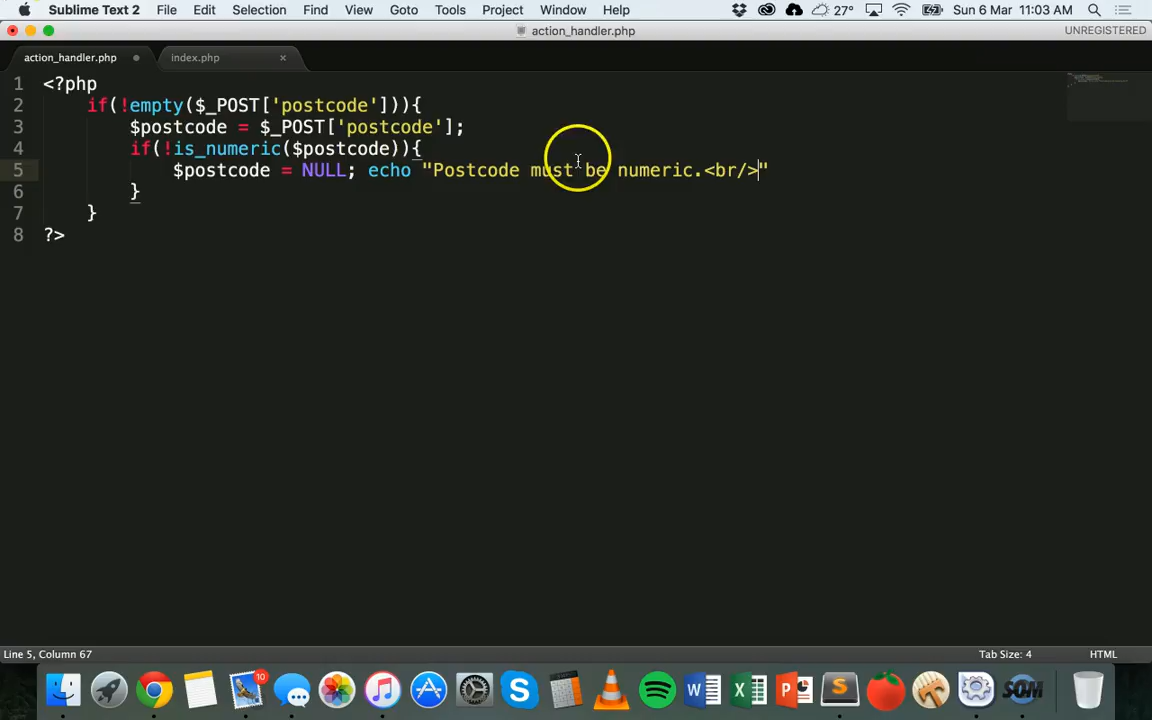 Sublime Text 2 File Edit Selection Find View Goto Tools Project Window Help 27° Sun 6 Mar 11:03 AM
action_handler.php UNREGISTERED
action_handler.php index.php
1 <?php
2 if(!empty($_POST['postcode'])){
3 $postcode = $_POST['postcode'];
4 if(!is_numeric($postcode)){
5 $postcode = NULL; echo "Postcode must be numeric.<br/>"
6 }
7 }
8 ?>
Line 5, Column 67 Tab Size: 4 HTML
10
SOM